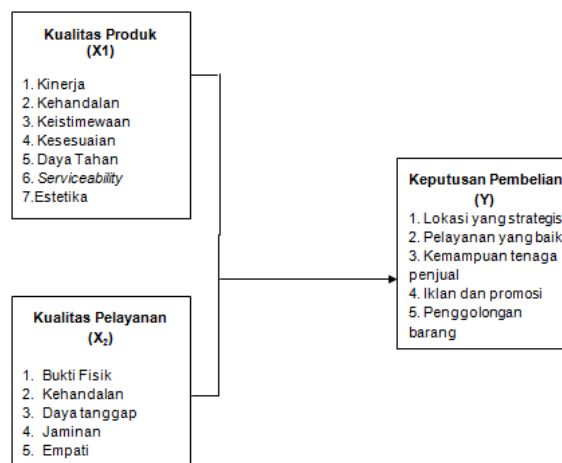 Kualitas Produk
(X1)
1. Kinerja
2. Kehandalan
3. Keistimewaan
4. Kesesuaian
5. Daya Tahan
6. Serviceability
7.Estetika
Kualitas Pelayanan
(X₂)
1. Bukti Fisik
2. Kehandalan
3. Daya tanggap
4. Jaminan
5. Empati
Keputusan Pembelian
(Y)
1. Lokasi yang strategis
2. Pelayanan yang baik
3. Kemampuan tenaga
penjual
4. Iklan dan promosi
5. Penggolongan
barang